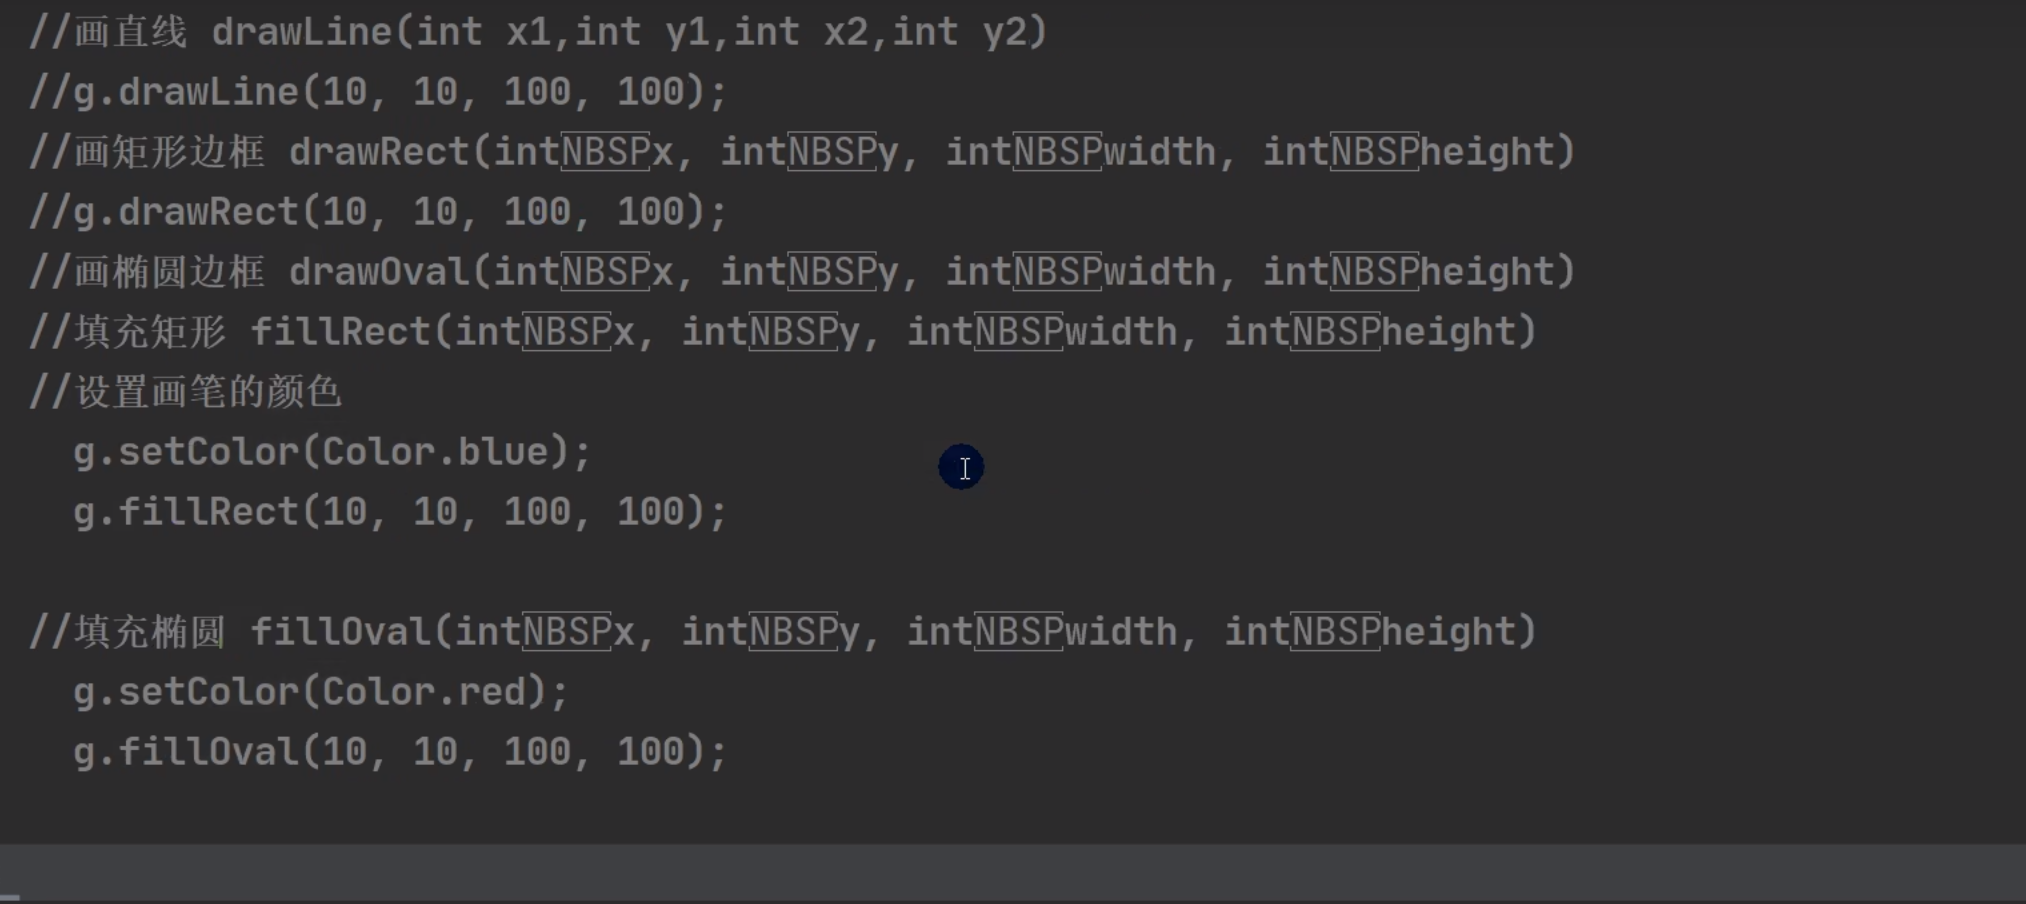 //画直线 drawLine(int x1,int y1,int x2,int y2)
//g.drawLine(10, 10, 100, 100);
//画矩形边框 drawRect(intNBSPx, intNBSPy, intNBSPwidth, intNBSPheight)
//g.drawRect(10, 10, 100, 100);
//画椭圆边框 drawOval(intNBSPx, intNBSPy, intNBSPwidth, intNBSPheight)
//填充矩形 fillRect(intNBSPx, intNBSPy, intNBSPwidth, intNBSPheight)
//设置画笔的颜色
g.setColor(Color.blue);
g.fillRect(10, 10, 100, 100);
//填充椭圆 fillOval(intNBSPx, intNBSPy, intNBSPwidth, intNBSPheight)
g.setColor(Color.red);
g.fillOval(10, 10, 100, 100);